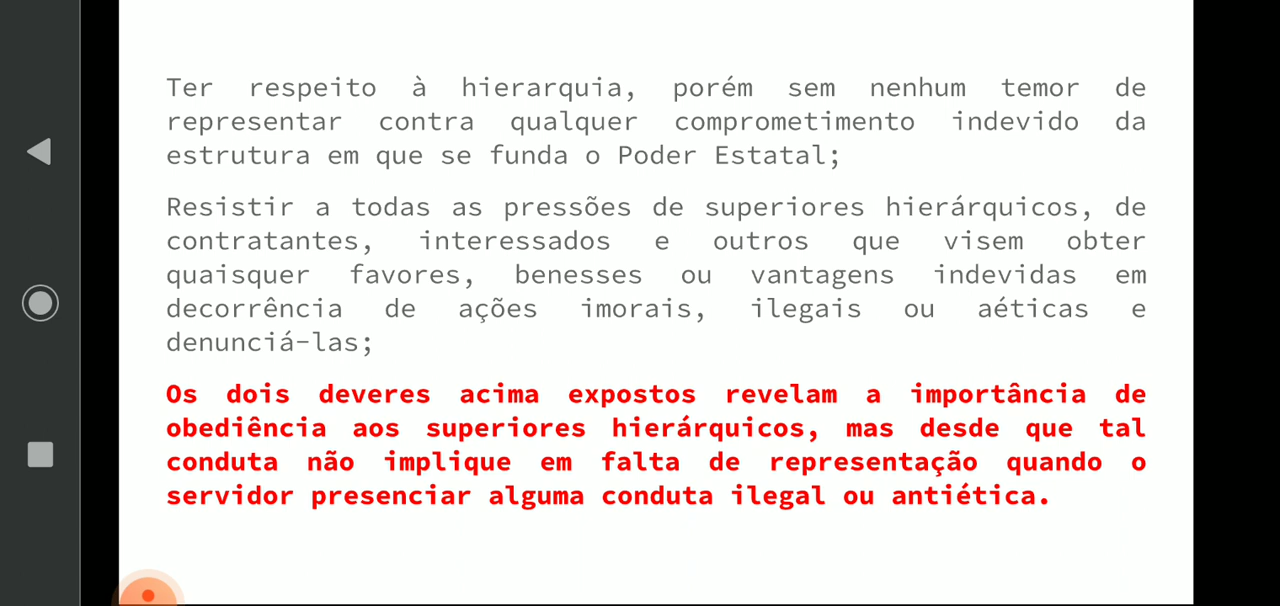 Ter respeito à hierarquia, porém sem nenhum temor de
representar contra qualquer comprometimento indevido da
estrutura em que se funda o Poder Estatal;
Resistir a todas as pressões de superiores hierárquicos, de
contratantes, interessados e outros que visem obter
quaisquer favores, benesses ou vantagens indevidas em
decorrência de ações imorais, ilegais ou aéticas e
denunciá-las;
Os dois deveres acima expostos revelam a importância de
obediência aos superiores hierárquicos, mas desde que tal
conduta não implique em falta de representação quando o
servidor presenciar alguma conduta ilegal ou antiética.